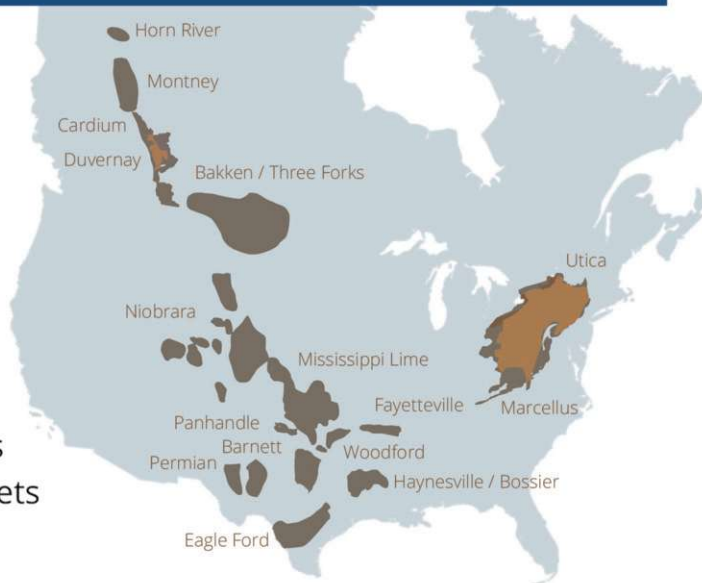 Horn River
Montney
Cardium
Duvernay
Bakken / Three Forks
Utica
Niobrara
Mississippi Lime
Fayetteville
Marcellus
Panhandle
Barnett
Woodford
Permian
Haynesville / Bossier
ets
Eagle Ford